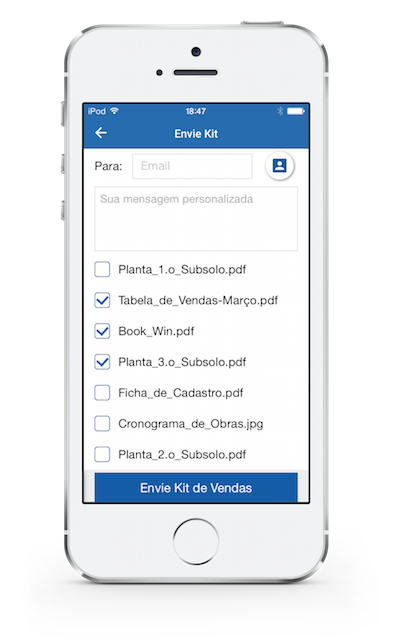 iPod 18:47
Envie Kit
Para: Email
Sua mensagem personalizada
Planta_1.o_Subsolo.pdf
Tabela_de_Vendas-Março.pdf
Book_Win.pdf
Planta_3.o_Subsolo.pdf
Ficha_de_Cadastro.pdf
Cronograma_de_Obras.jpg
Planta_2.o_Subsolo.pdf
Envie Kit de Vendas